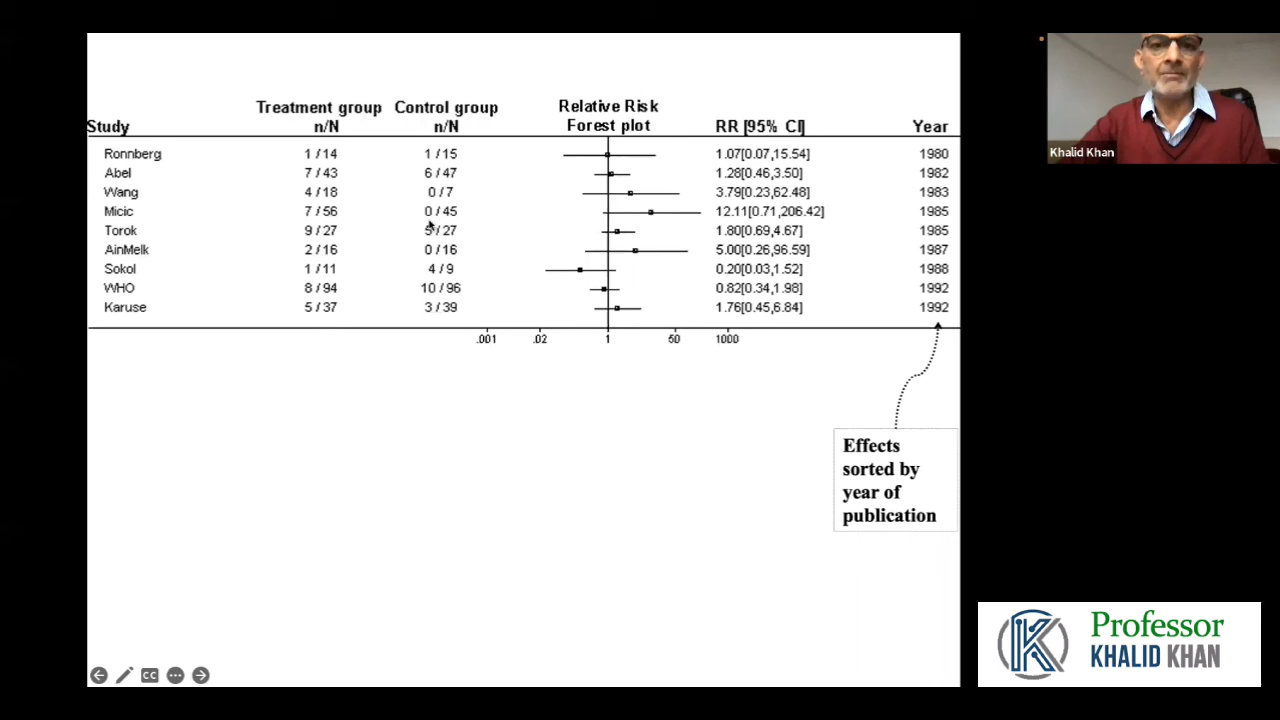 Treatment group Control group Relative Risk
Study n/N n/N Forest plot RR [95% CI] Year
Ronnberg 1 / 14 1 / 15 1.07[0.07,15.54] 1980
Abel 7 / 43 6 / 47 1.28[0.46,3.50] 1982
Wang 4 / 18 0 / 7 3.79[0.23,62.48] 1983
Micic 7 / 56 0 / 45 12.11[0.71,206.42] 1985
Torok 9 / 27 5 / 27 1.80[0.69,4.67] 1985
AinMelk 2 / 16 0 / 16 5.00[0.26,96.59] 1987
Sokol 1 / 11 4 / 9 0.20[0.03,1.52] 1988
WHO 8 / 94 10 / 96 0.82[0.34,1.98] 1992
Karuse 5 / 37 3 / 39 1.76[0.45,6.84] 1992
.001 .02 1 50 1000
Effects
sorted by
year of
publication
CC
Khalid Khan
Professor
KHALID KHAN